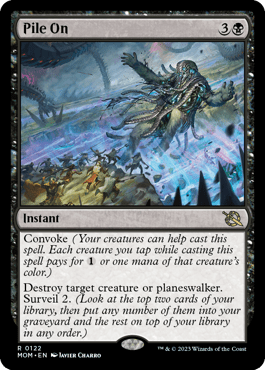 Pile On 3
Instant
Convoke (Your creatures can help cast this
spell. Each creature you tap while casting this
spell pays for 1 or one mana of that creature's
color.)
Destroy target creature or planeswalker.
Surveil 2. (Look at the top two cards of your
library, then put any number of them into your
graveyard and the rest on top of your library
in any order.)
R 0122
MOM • EN Javier Charro ™ & © 2023 Wizards of the Coast